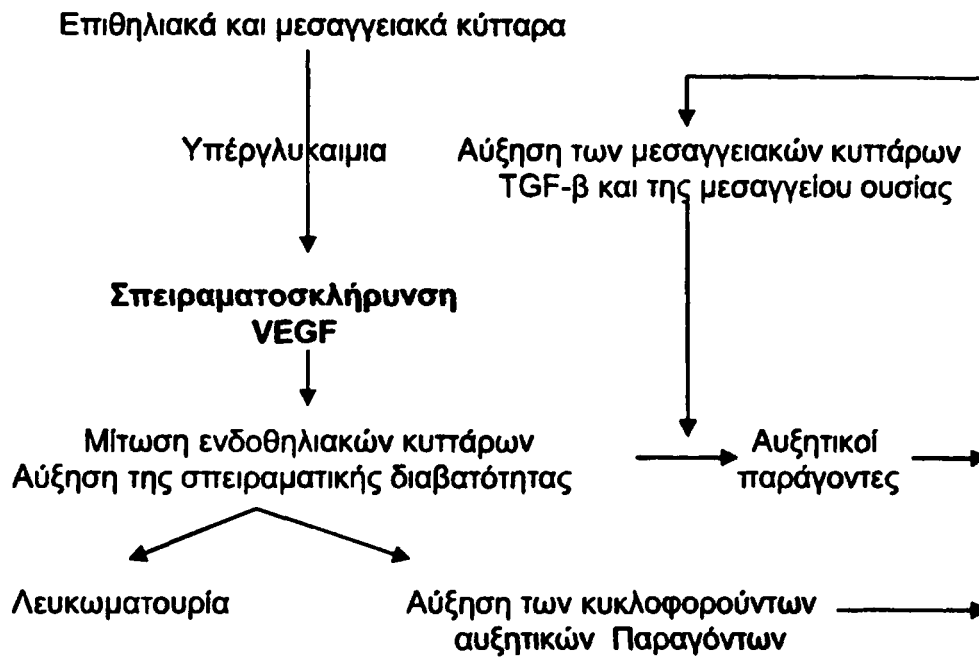 Επιθηλιακά και μεσαγγειακά κύτταρα
Υπέργλυκαιμια
Αύξηση των μεσαγγειακών κυττάρων
TGF-β και της μεσαγγείου ουσίας
Σπειραματοσκλήρυνση
VEGF
Μίτωση ενδοθηλιακών κυττάρων
Αύξηση της σπειραματικής διαβατότητας
Αυξητικοί
παράγοντες
Λευκωματουρία
Αύξηση των κυκλοφορούντων
αυξητικών Παραγόντων